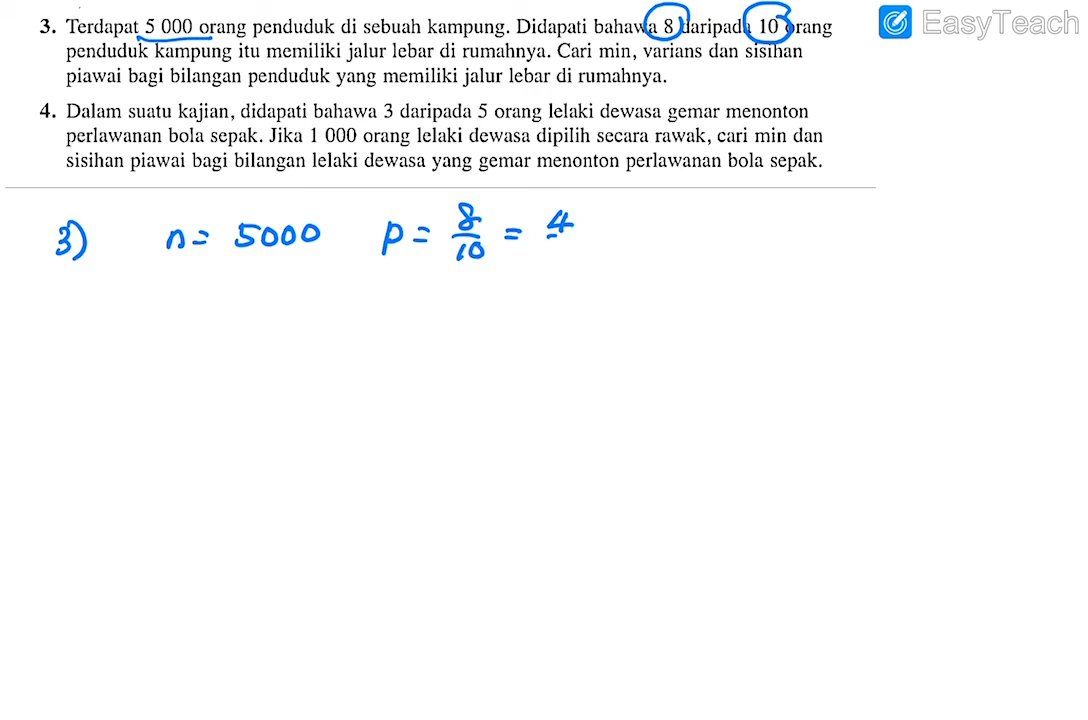 3. Terdapat 5 000 orang penduduk di sebuah kampung. Didapati bahawa 8 daripada 10 orang
penduduk kampung itu memiliki jalur lebar di rumahnya. Cari min, varians dan sisihan
piawai bagi bilangan penduduk yang memiliki jalur lebar di rumahnya.
4. Dalam suatu kajian, didapati bahawa 3 daripada 5 orang lelaki dewasa gemar menonton
perlawanan bola sepak. Jika 1 000 orang lelaki dewasa dipilih secara rawak, cari min dan
sisihan piawai bagi bilangan lelaki dewasa yang gemar menonton perlawanan bola sepak.
EasyTeach
3) n = 5000 p = 8/10 = 4